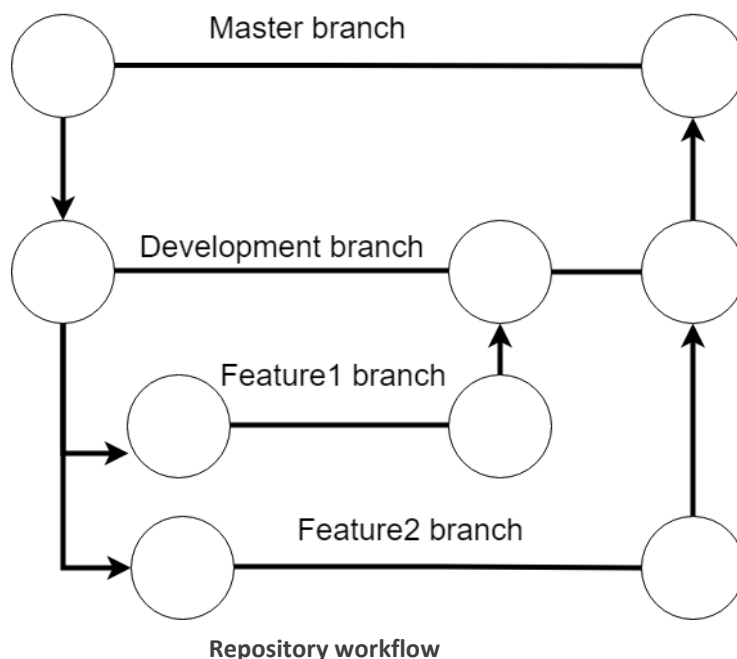 Master branch
Development branch
Feature1 branch
Feature2 branch
Repository workflow